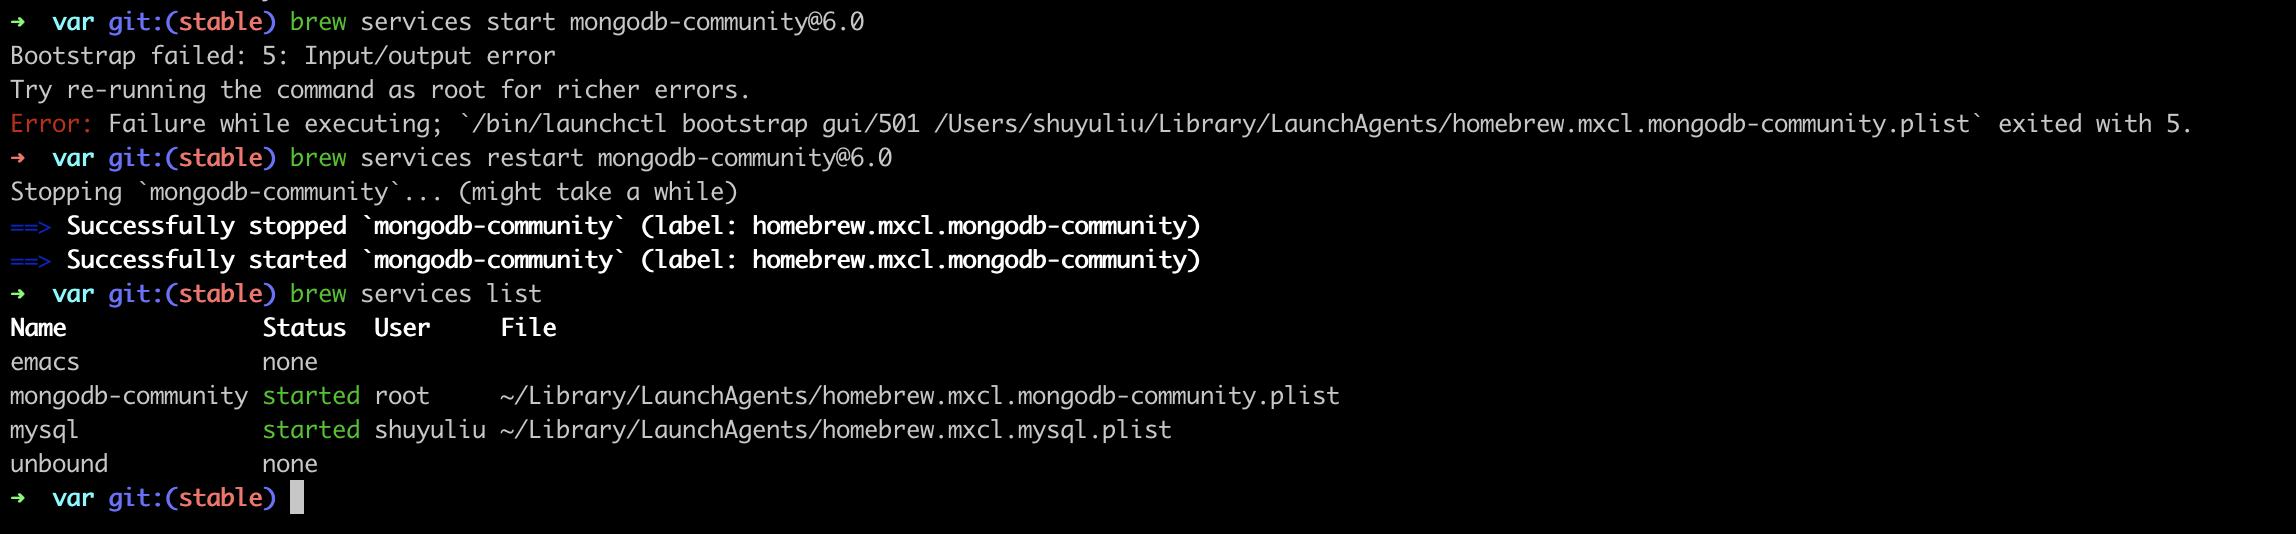 ➜  var git:(stable) brew services start mongodb-community@6.0
Bootstrap failed: 5: Input/output error
Try re-running the command as root for richer errors.
Error: Failure while executing; `/bin/launchctl bootstrap gui/501 /Users/shuyuliu/Library/LaunchAgents/homebrew.mxcl.mongodb-community.plist` exited with 5.
➜  var git:(stable) brew services restart mongodb-community@6.0
Stopping `mongodb-community`... (might take a while)
==> Successfully stopped `mongodb-community` (label: homebrew.mxcl.mongodb-community)
==> Successfully started `mongodb-community` (label: homebrew.mxcl.mongodb-community)
➜  var git:(stable) brew services list
Name              Status  User     File
emacs             none
mongodb-community started root     ~/Library/LaunchAgents/homebrew.mxcl.mongodb-community.plist
mysql             started shuyuliu ~/Library/LaunchAgents/homebrew.mxcl.mysql.plist
unbound           none
➜  var git:(stable)